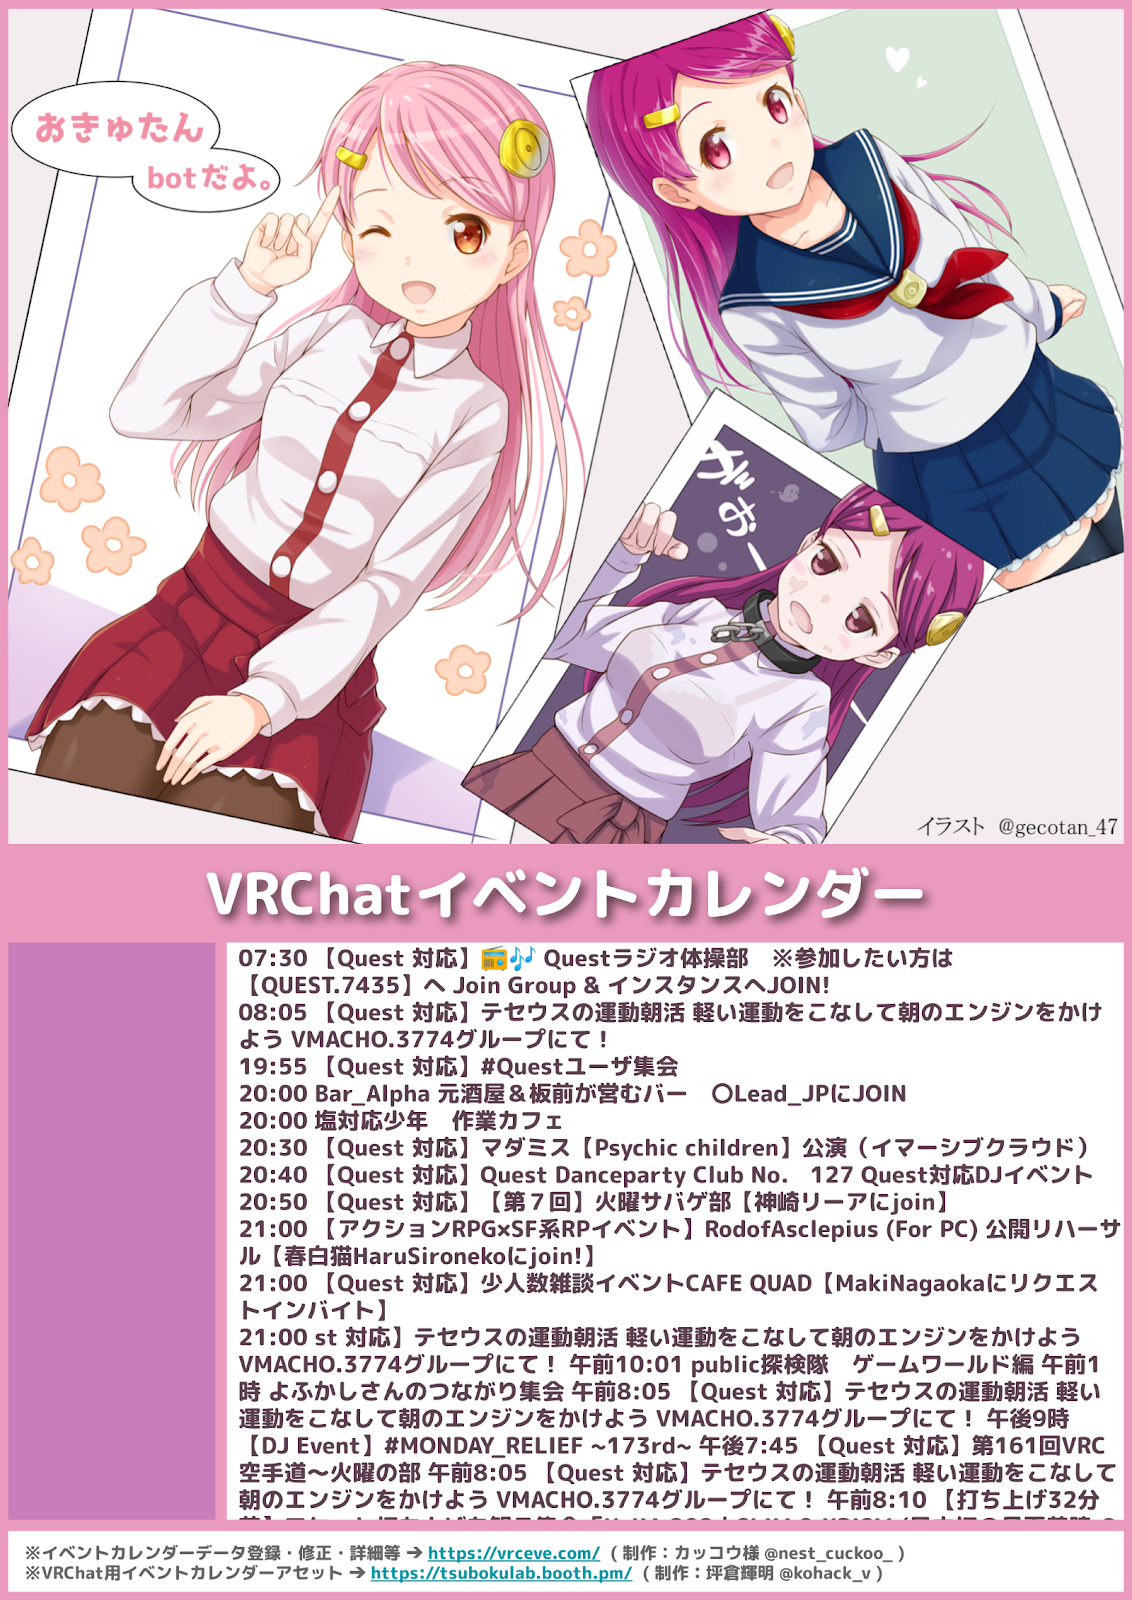 おきゅたん
botだよ。
がおー
イラスト @gecotan_47
VRChatイベントカレンダー
07:30 【Quest 対応】📻🎶 Questラジオ体操部　※参加したい方は
【QUEST.7435】へ Join Group & インスタンスへJOIN!
08:05 【Quest 対応】テセウスの運動朝活 軽い運動をこなして朝のエンジンをかけ
よう VMACHO.3774グループにて！
19:55 【Quest 対応】#Questユーザ集会
20:00 Bar_Alpha 元酒屋＆板前が営むバー　〇Lead_JPにJOIN
20:00 塩対応少年　作業カフェ
20:30 【Quest 対応】マダミス【Psychic children】公演（イマーシブクラウド）
20:40 【Quest 対応】Quest Danceparty Club No.　127 Quest対応DJイベント
20:50 【Quest 対応】【第７回】火曜サバゲ部【神崎リーアにjoin】
21:00 【アクションRPG×SF系RPイベント】RodofAsclepius (For PC) 公開リハーサ
ル【春白猫HaruSironekoにjoin!】
21:00 【Quest 対応】少人数雑談イベントCAFE QUAD【MakiNagaokaにリクエス
トインバイト】
21:00 st 対応】テセウスの運動朝活 軽い運動をこなして朝のエンジンをかけよう
VMACHO.3774グループにて！ 午前10:01 public探検隊　ゲームワールド編 午前1
時 よふかしさんのつながり集会 午前8:05 【Quest 対応】テセウスの運動朝活 軽い
運動をこなして朝のエンジンをかけよう VMACHO.3774グループにて！ 午後9時
【DJ Event】#MONDAY_RELIEF ~173rd~ 午後7:45 【Quest 対応】第161回VRC
空手道～火曜の部 午前8:05 【Quest 対応】テセウスの運動朝活 軽い運動をこなして
朝のエンジンをかけよう VMACHO.3774グループにて！ 午前8:10 【打ち上げ32分
※イベントカレンダーデータ登録・修正・詳細等 ➔ https://vrceve.com/ ( 制作：カッコウ様 @nest_cuckoo_ )
※VRChat用イベントカレンダーアセット ➔ https://tsubokulab.booth.pm/ ( 制作：坪倉輝明 @kohack_v )